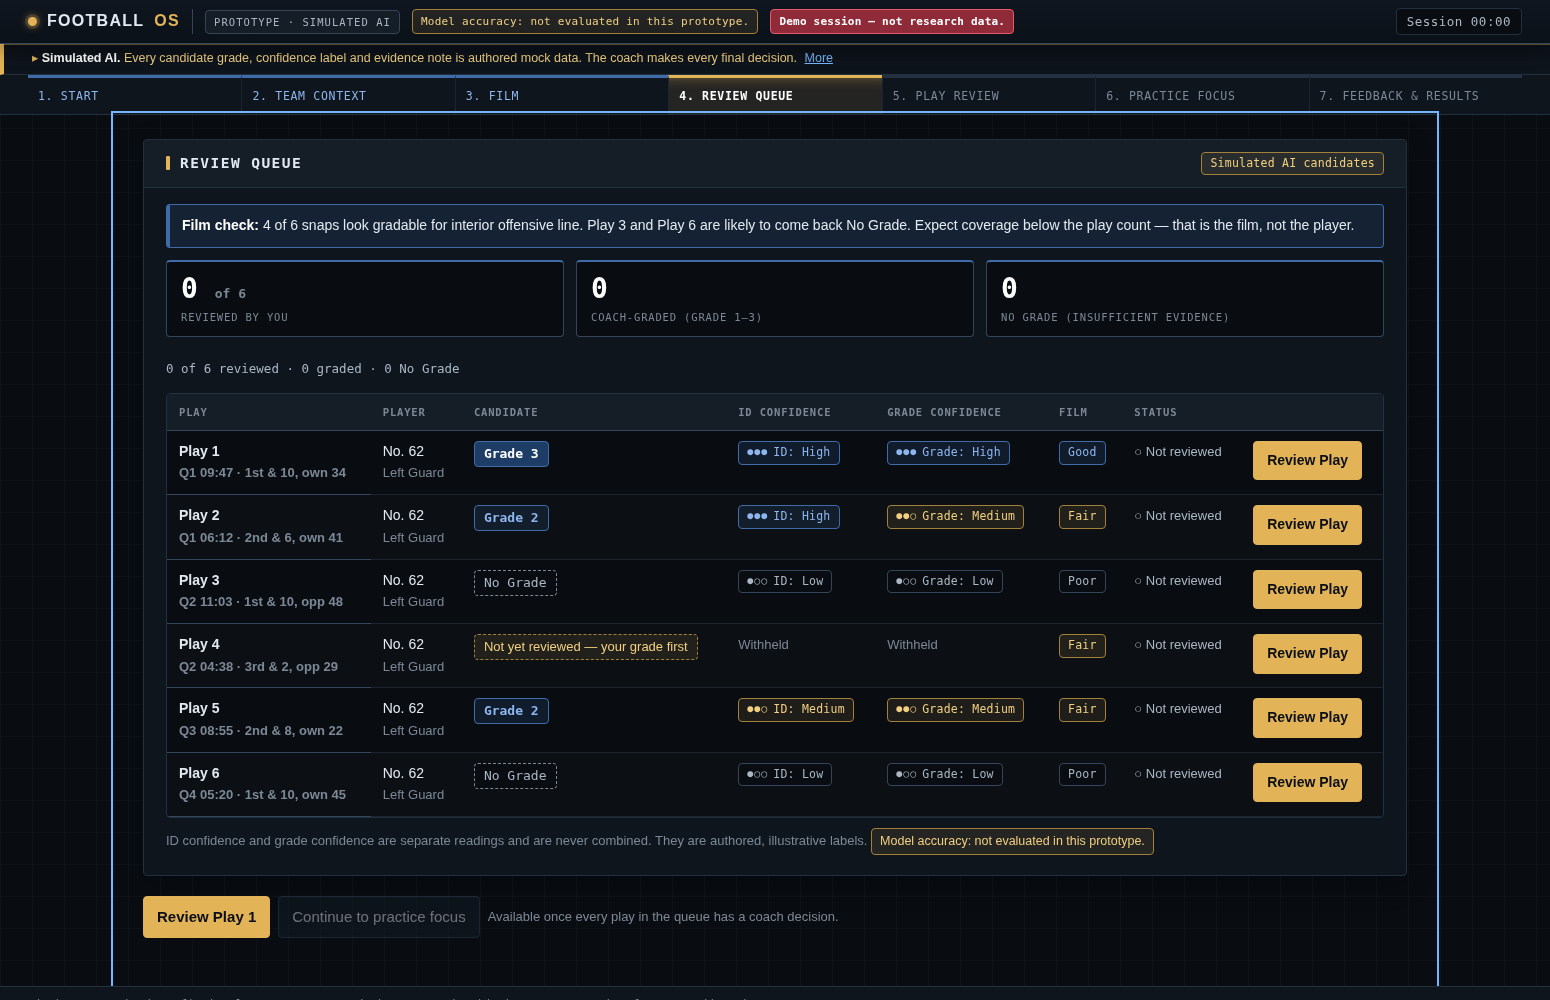 FOOTBALL OS
PROTOTYPE · SIMULATED AI
Model accuracy: not evaluated in this prototype.
Demo session — not research data.
Session 00:00
▸ Simulated AI. Every candidate grade, confidence label and evidence note is authored mock data. The coach makes every final decision. More
1. START
2. TEAM CONTEXT
3. FILM
4. REVIEW QUEUE
5. PLAY REVIEW
6. PRACTICE FOCUS
7. FEEDBACK & RESULTS
REVIEW QUEUE
Simulated AI candidates
Film check: 4 of 6 snaps look gradable for interior offensive line. Play 3 and Play 6 are likely to come back No Grade. Expect coverage below the play count — that is the film, not the player.
0 of 6
REVIEWED BY YOU
0
COACH-GRADED (GRADE 1–3)
0
NO GRADE (INSUFFICIENT EVIDENCE)
0 of 6 reviewed · 0 graded · 0 No Grade
PLAY PLAYER CANDIDATE ID CONFIDENCE GRADE CONFIDENCE FILM STATUS
Play 1 No. 62 Grade 3 ●●● ID: High ●●● Grade: High Good ○ Not reviewed Review Play
Q1 09:47 · 1st & 10, own 34 Left Guard
Play 2 No. 62 Grade 2 ●●● ID: High ●●○ Grade: Medium Fair ○ Not reviewed Review Play
Q1 06:12 · 2nd & 6, own 41 Left Guard
Play 3 No. 62 No Grade ●○○ ID: Low ●○○ Grade: Low Poor ○ Not reviewed Review Play
Q2 11:03 · 1st & 10, opp 48 Left Guard
Play 4 No. 62 Not yet reviewed — your grade first Withheld Withheld Fair ○ Not reviewed Review Play
Q2 04:38 · 3rd & 2, opp 29 Left Guard
Play 5 No. 62 Grade 2 ●●○ ID: Medium ●●○ Grade: Medium Fair ○ Not reviewed Review Play
Q3 08:55 · 2nd & 8, own 22 Left Guard
Play 6 No. 62 No Grade ●○○ ID: Low ●○○ Grade: Low Poor ○ Not reviewed Review Play
Q4 05:20 · 1st & 10, own 45 Left Guard
ID confidence and grade confidence are separate readings and are never combined. They are authored, illustrative labels. Model accuracy: not evaluated in this prototype.
Review Play 1
Continue to practice focus
Available once every play in the queue has a coach decision.